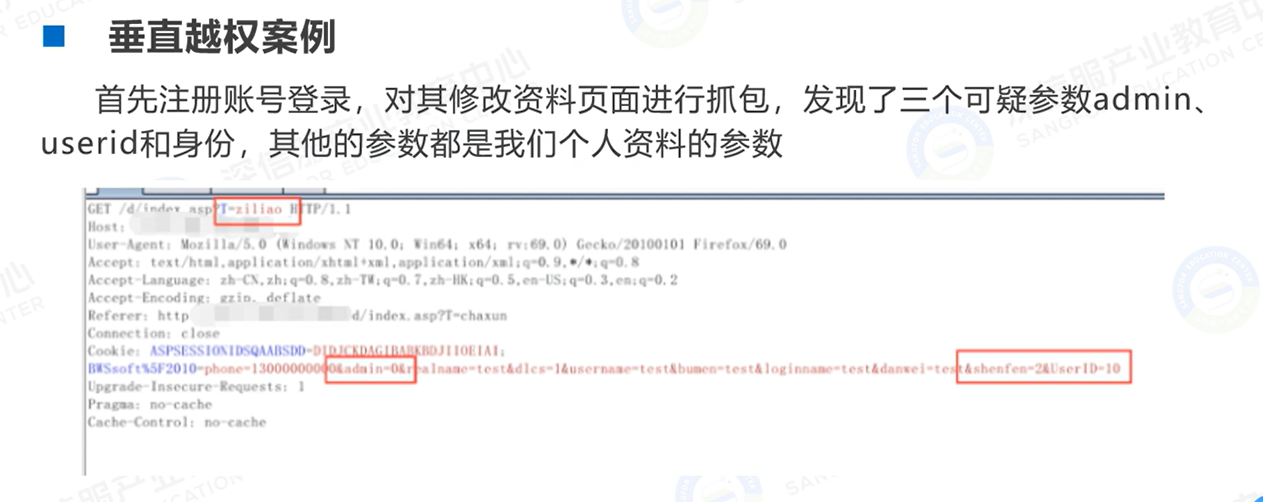 垂直越权案例
首先注册账号登录，对其修改资料页面进行抓包，发现了三个可疑参数admin、
userid和身份，其他的参数都是我们个人资料的参数
GET /d/index.asp?T=ziliao HTTP/1.1
Host:
User-Agent: Mozilla/5.0 (Windows NT 10.0; Win64; x64; rv:69.0) Gecko/20100101 Firefox/69.0
Accept: text/html,application/xhtml+xml,application/xml;q=0.9,*/*;q=0.8
Accept-Language: zh-CN,zh;q=0.8,zh-TW;q=0.7,zh-HK;q=0.5,en-US;q=0.3,en;q=0.2
Accept-Encoding: gzip, deflate
Referer: http d/index.asp?T=chaxun
Connection: close
Cookie: ASPSESSIONIDSQAABSDD=DIDJCKDAGIBABKBDJIIOEIAI;
BWSsoft%5F2010=phone=13000000000&admin=0&realname=test&dlcs=1&username=test&bumen=test&loginname=test&danwei=test&shenfen=2&UserID=10
Upgrade-Insecure-Requests: 1
Pragma: no-cache
Cache-Control: no-cache